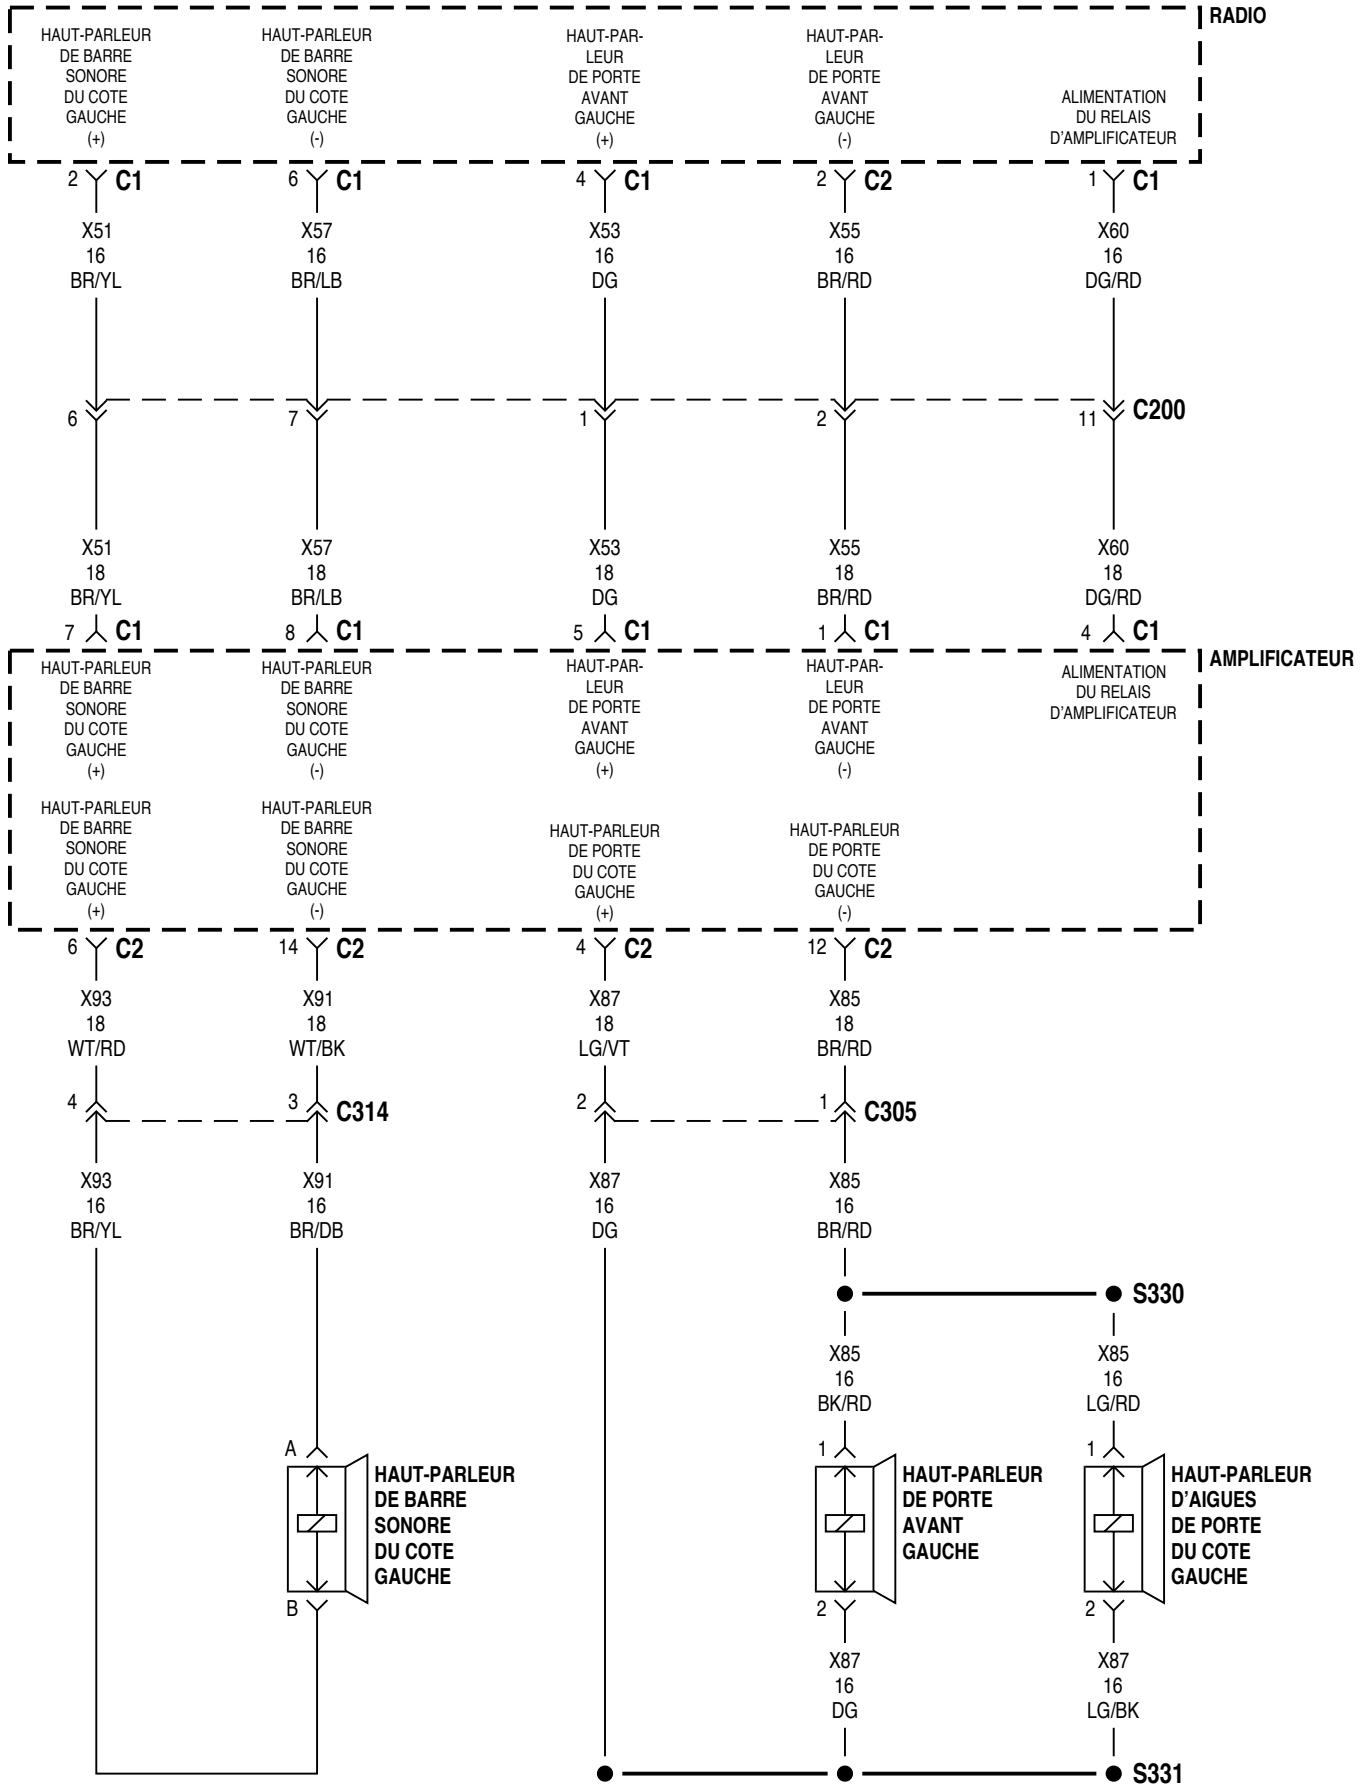 RADIO
HAUT-PARLEUR
DE BARRE
SONORE
DU COTE
GAUCHE
(+)
HAUT-PARLEUR
DE BARRE
SONORE
DU COTE
GAUCHE
(-)
HAUT-PAR-
LEUR
DE PORTE
AVANT
GAUCHE
(+)
HAUT-PAR-
LEUR
DE PORTE
AVANT
GAUCHE
(-)
ALIMENTATION
DU RELAIS
D'AMPLIFICATEUR
2 C1 6 C1 4 C1 2 C2 1 C1
X51 X57 X53 X55 X60
16 16 16 16 16
BR/YL BR/LB DG BR/RD DG/RD
6 7 1 2 11 C200
X51 X57 X53 X55 X60
18 18 18 18 18
BR/YL BR/LB DG BR/RD DG/RD
7 C1 8 C1 5 C1 1 C1 4 C1
AMPLIFICATEUR
HAUT-PARLEUR
DE BARRE
SONORE
DU COTE
GAUCHE
(+)
HAUT-PARLEUR
DE BARRE
SONORE
DU COTE
GAUCHE
(-)
HAUT-PAR-
LEUR
DE PORTE
AVANT
GAUCHE
(+)
HAUT-PAR-
LEUR
DE PORTE
AVANT
GAUCHE
(-)
ALIMENTATION
DU RELAIS
D'AMPLIFICATEUR
HAUT-PARLEUR
DE BARRE
SONORE
DU COTE
GAUCHE
(+)
HAUT-PARLEUR
DE BARRE
SONORE
DU COTE
GAUCHE
(-)
HAUT-PARLEUR
DE PORTE
DU COTE
GAUCHE
(+)
HAUT-PARLEUR
DE PORTE
DU COTE
GAUCHE
(-)
6 C2 14 C2 4 C2 12 C2
X93 X91 X87 X85
18 18 18 18
WT/RD WT/BK LG/VT BR/RD
4 3 C314 2 1 C305
X93 X91 X87 X85
16 16 16 16
BR/YL BR/DB DG BR/RD
S330
X85 X85
16 16
BK/RD LG/RD
A 1 1
HAUT-PARLEUR
DE BARRE
SONORE
DU COTE
GAUCHE
HAUT-PARLEUR
DE PORTE
AVANT
GAUCHE
HAUT-PARLEUR
D'AIGUES
DE PORTE
DU COTE
GAUCHE
B 2 2
X87 X87
16 16
DG LG/BK
S331